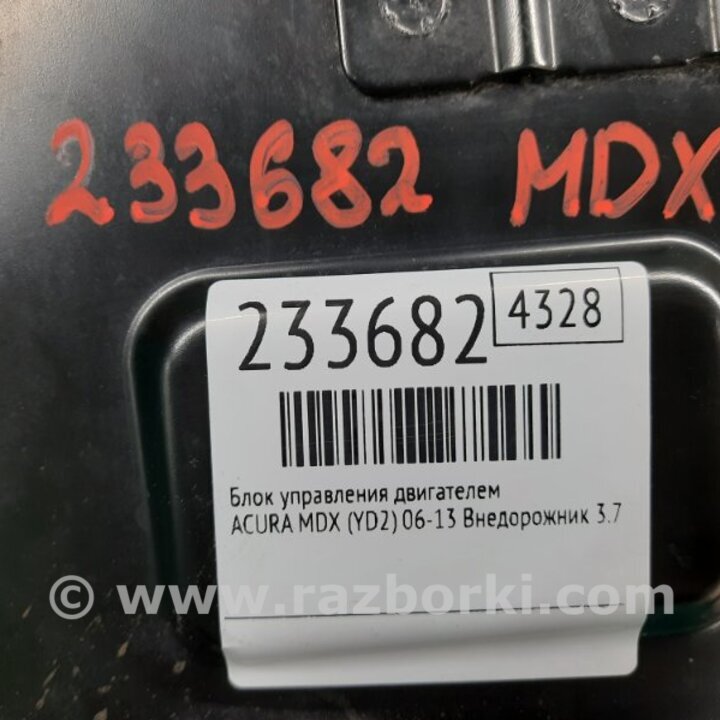 233682 MDX
233682 4328
Блок управления двигателем
ACURA MDX (YD2) 06-13 Внедорожник 3.7
© www.razborki.com